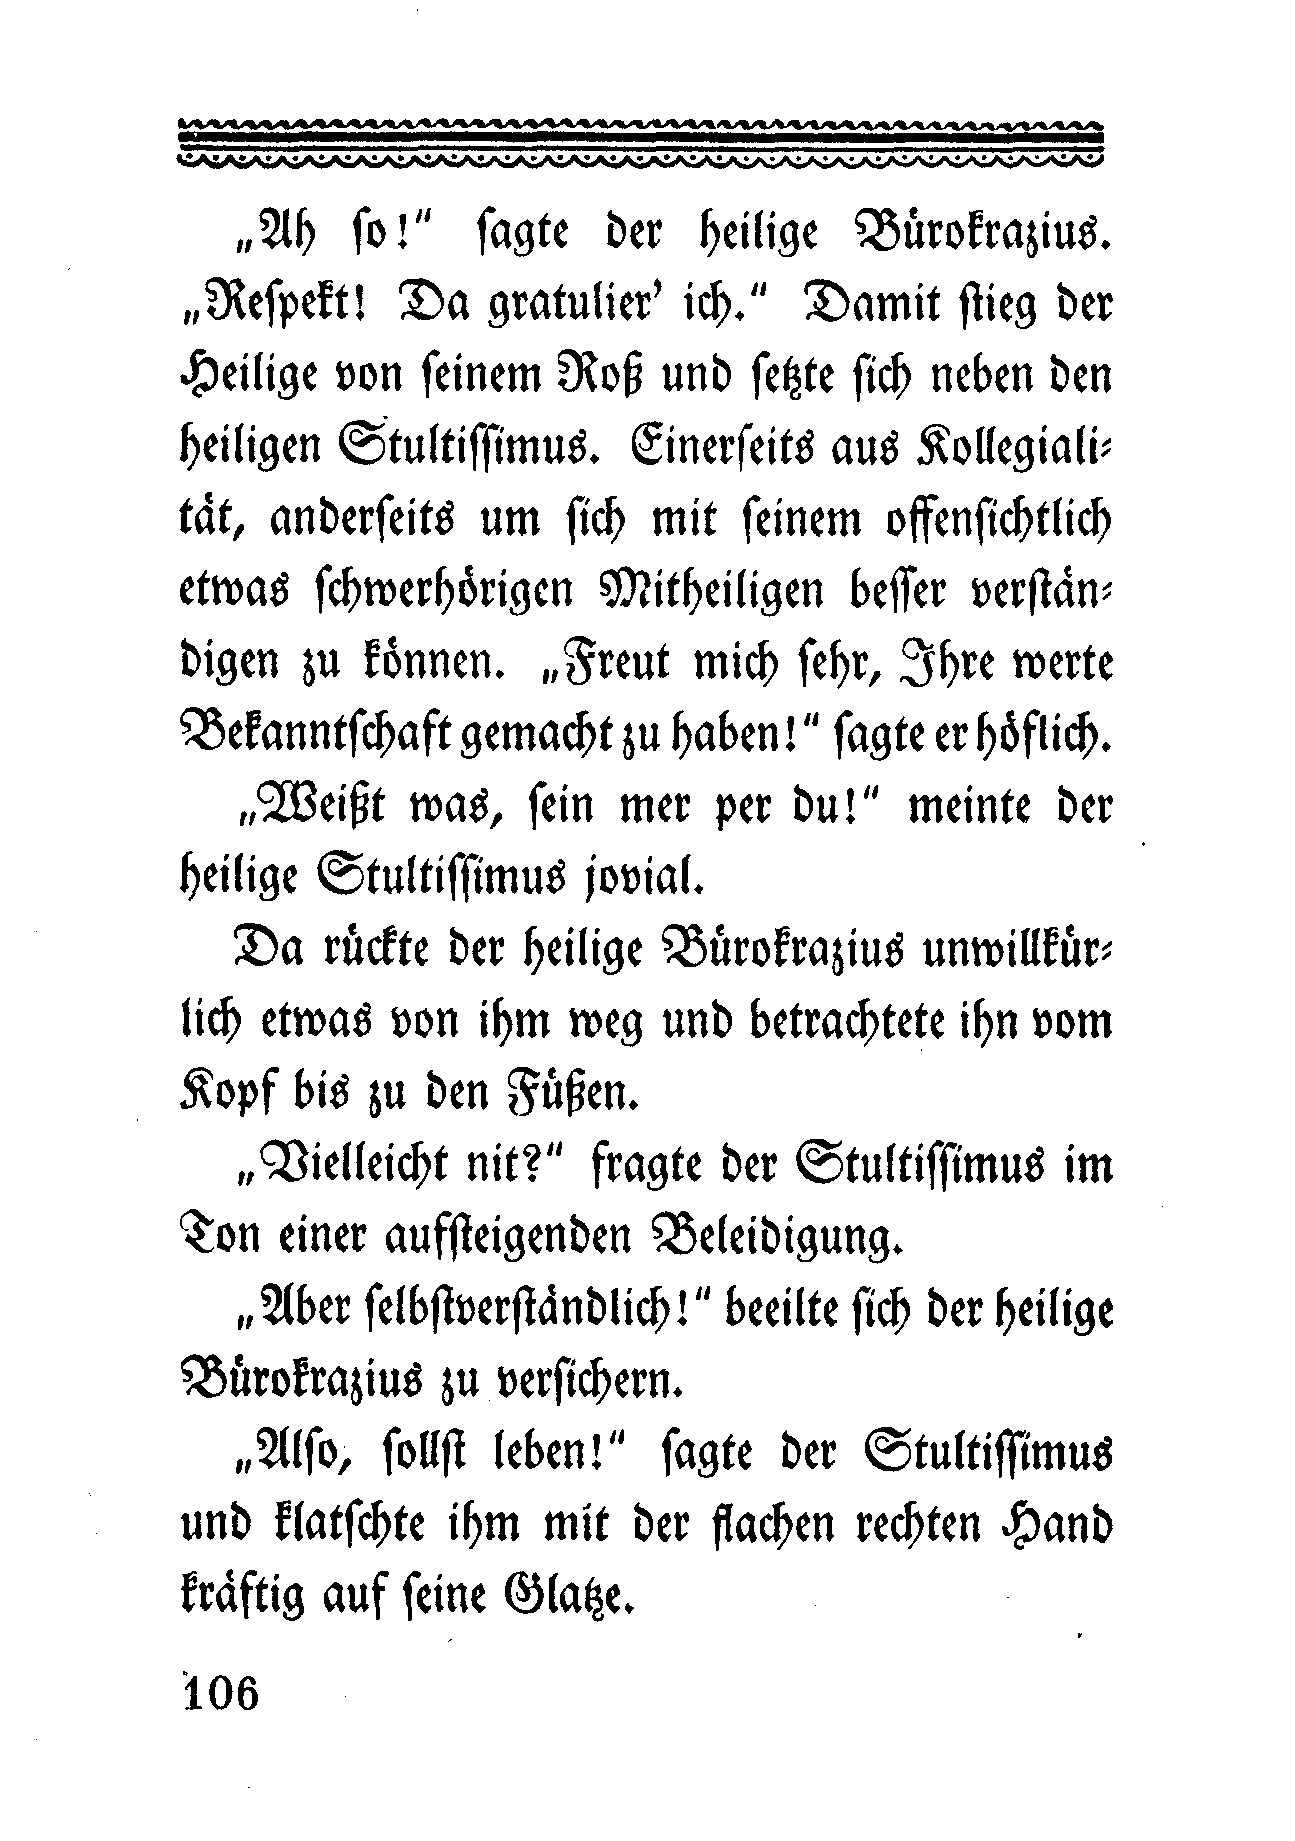 „Ah so!“ sagte der heilige Bürokrazius.
„Respekt! Da gratulier’ ich.“ Damit stieg der
Heilige von seinem Roß und setzte sich neben den
heiligen Stultissimus. Einerseits aus Kollegiali-
tät, anderseits um sich mit seinem offensichtlich
etwas schwerhörigen Mitheiligen besser verstän-
digen zu können. „Freut mich sehr, Ihre werte
Bekanntschaft gemacht zu haben!“ sagte er höflich.
„Weißt was, sein mer per du!“ meinte der
heilige Stultissimus jovial.
Da rückte der heilige Bürokrazius unwillkür-
lich etwas von ihm weg und betrachtete ihn vom
Kopf bis zu den Füßen.
„Vielleicht nit?“ fragte der Stultissimus im
Ton einer aufsteigenden Beleidigung.
„Aber selbstverständlich!“ beeilte sich der heilige
Bürokrazius zu versichern.
„Also, sollst leben!“ sagte der Stultissimus
und klatschte ihm mit der flachen rechten Hand
kräftig auf seine Glatze.
106